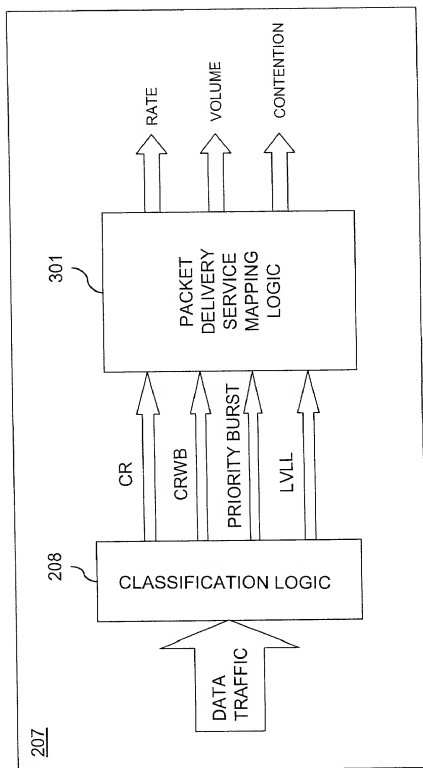 207
DATA
TRAFFIC
208
CLASSIFICATION LOGIC
CR
CRWB
PRIORITY BURST
LVLL
301
PACKET
DELIVERY
SERVICE
MAPPING
LOGIC
RATE
VOLUME
CONTENTION